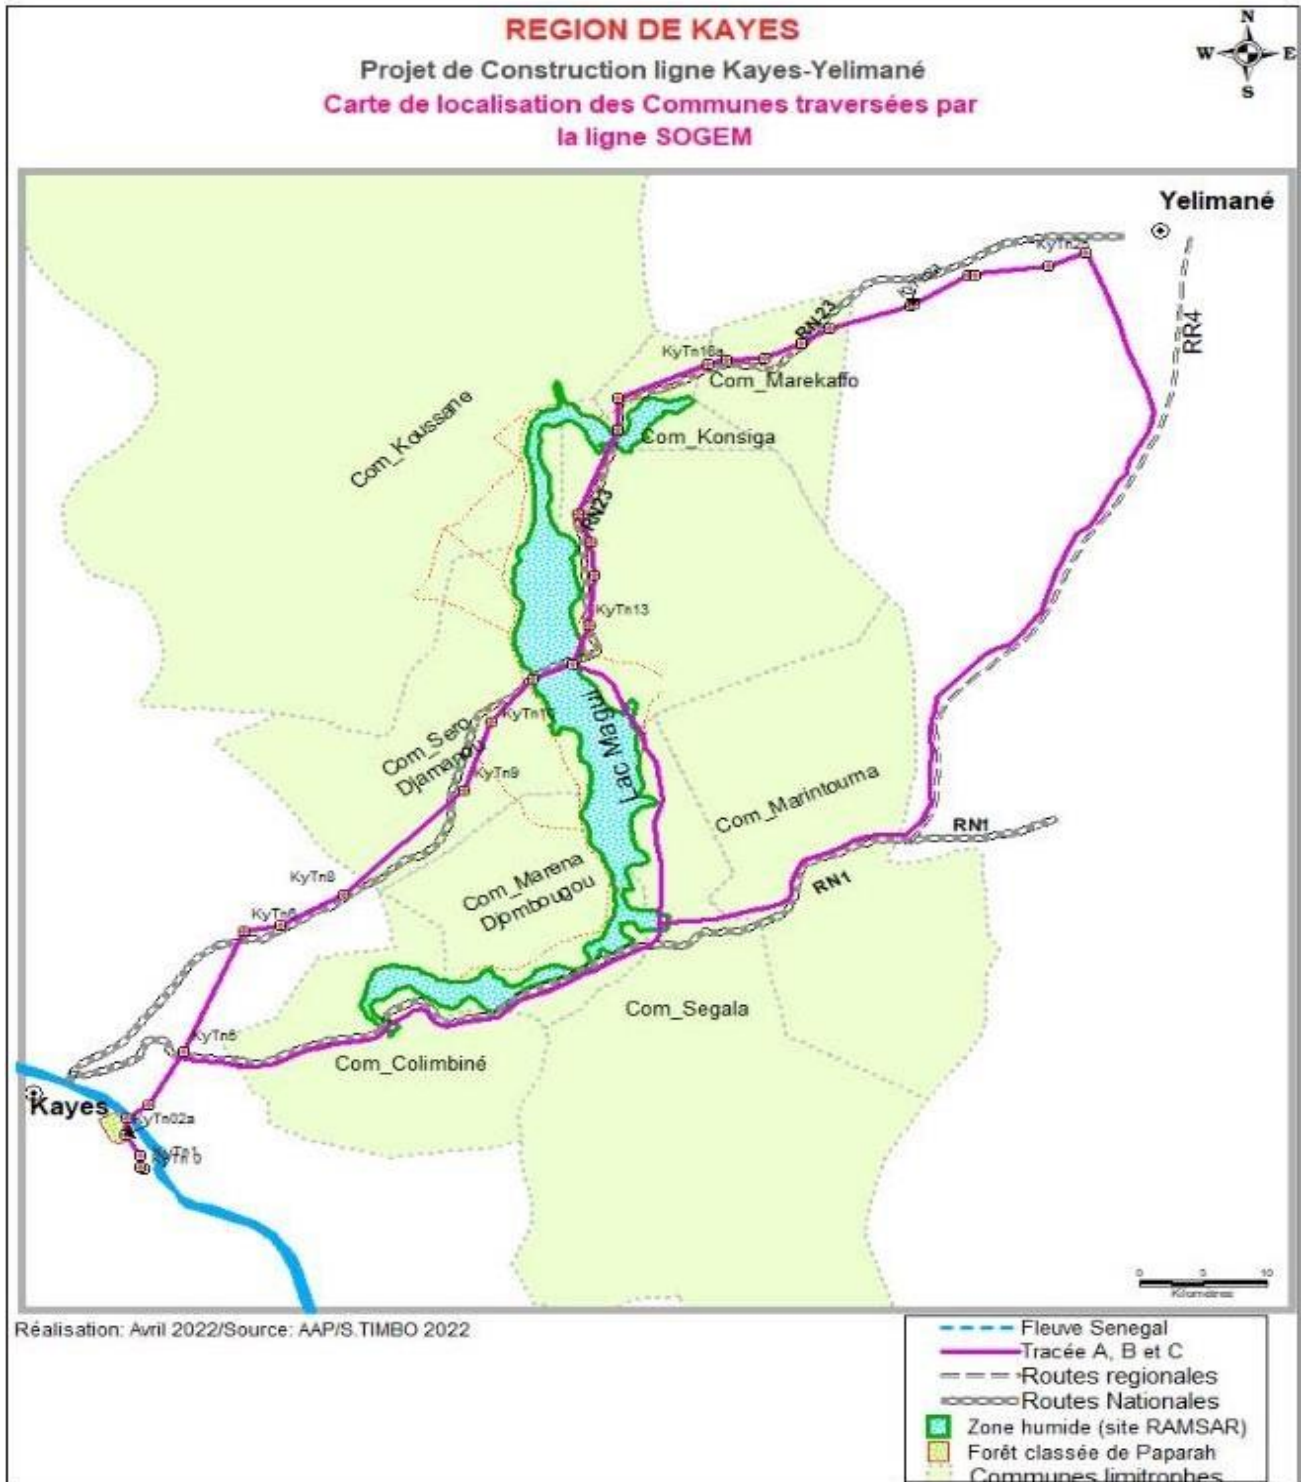 REGION DE KAYES
Projet de Construction ligne Kayes-Yelimané
Carte de localisation des Communes traversées par
la ligne SOGEM
N
W
E
S
Yelimané
RR4
RN23
KyTn16a
Com_Marekaffo
Com_Koussane
Com_Konsiga
RN23
KyTn13
Lac Magui
Com_Sero
Djamanou
KyTn9
Com_Marintouma
RN1
RN1
KyTn8
Com_Marena
Djombougou
Com_Segala
Com_Colimbiné
Kayes
KyTn02a
0 5 10
Kilometres
Réalisation: Avril 2022/Source: AAP/S.TIMBO 2022
Fleuve Senegal
Tracée A, B et C
Routes regionales
Routes Nationales
Zone humide (site RAMSAR)
Forêt classée de Paparah
Communes limitrophes